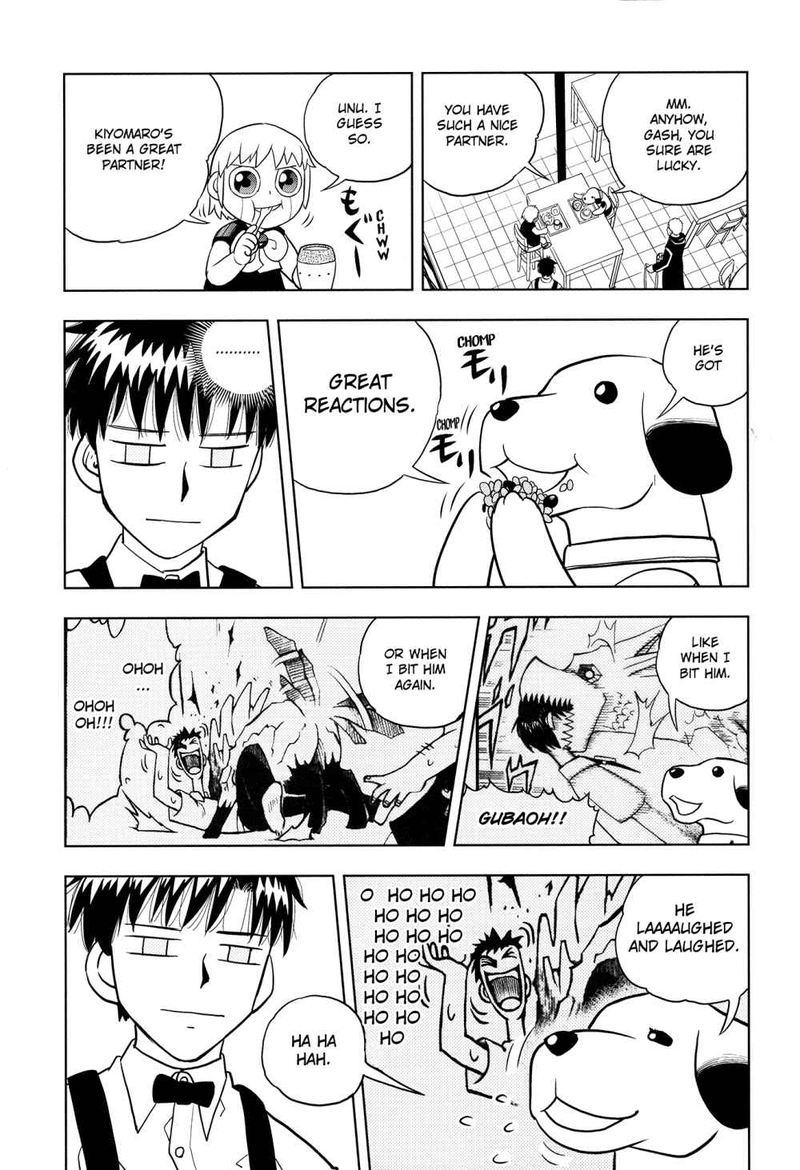 MM.
ANYHOW,
GASH, YOU
SURE ARE
LUCKY.
YOU HAVE
SUCH A NICE
PARTNER
UNU. I
GUESS
SO.
KIYOMARO'S
BEEN A GREAT
PARTNER!
もぐー
CHWW
HE'S
GOT
CHOMP
モリ
CHOMP
モリ
GREAT
REACTIONS.
..........
LIKE
WHEN I
BIT HIM.
GUBAOH!!
OR WHEN
I BIT HIM
AGAIN.
OHOH
...
OHOH
OH!!!
HE
LAAAAUGHED
AND LAUGHED.
O HO HO HO
HO HO HO
HO HO HO
HO HO
HO HO
HO HO
HO HO
HO
HA HA
HAH.